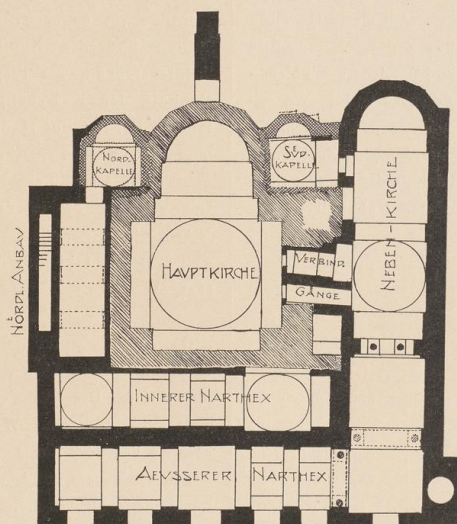 NORD-
KAPELLE
SÜD-
KAPELLE
NEBEN-KIRCHE
HAUPTKIRCHE
VERBIND.
GÄNGE
NÖRDL. ANBAU
INNERER NARTHEX
AEUSSERER NARTHEX